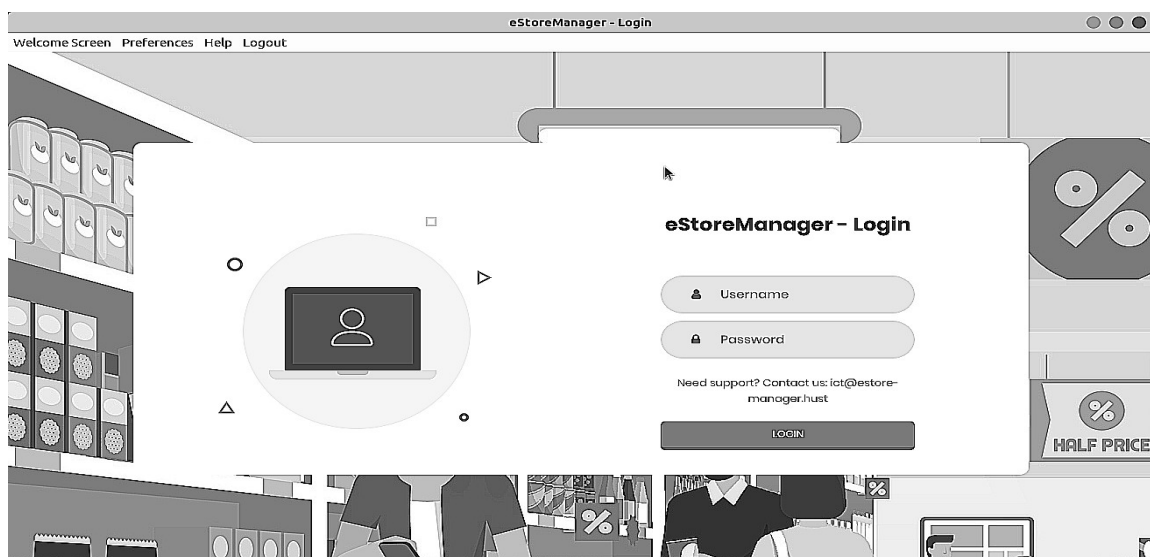 eStoreManager - Login
Welcome Screen Preferences Help Logout
eStoreManager - Login
Username
Password
Need support? Contact us: ict@estore-
manager.hust
LOGIN
%
%
HALF PRICE
%
%